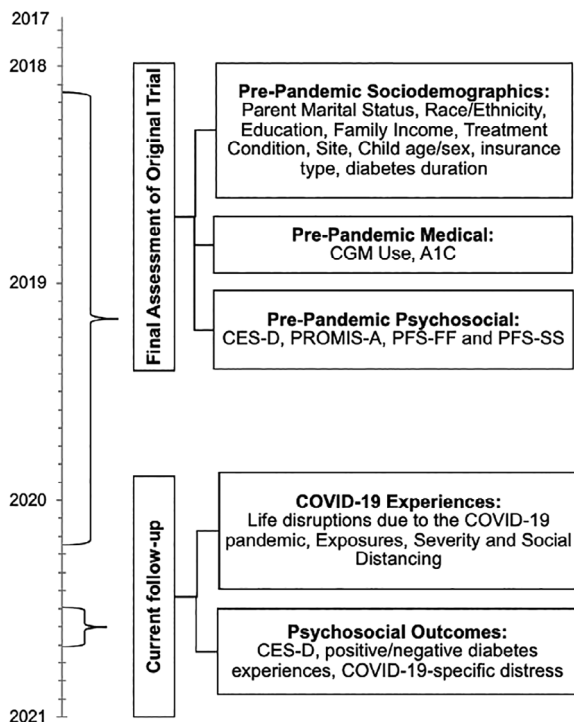 2017
2018
2019
2020
2021
Final Assessment of Original Trial
Pre-Pandemic Sociodemographics:
Parent Marital Status, Race/Ethnicity,
Education, Family Income, Treatment
Condition, Site, Child age/sex, insurance
type, diabetes duration
Pre-Pandemic Medical:
CGM Use, A1C
Pre-Pandemic Psychosocial:
CES-D, PROMIS-A, PFS-FF and PFS-SS
Current follow-up
COVID-19 Experiences:
Life disruptions due to the COVID-19
pandemic, Exposures, Severity and Social
Distancing
Psychosocial Outcomes:
CES-D, positive/negative diabetes
experiences, COVID-19-specific distress